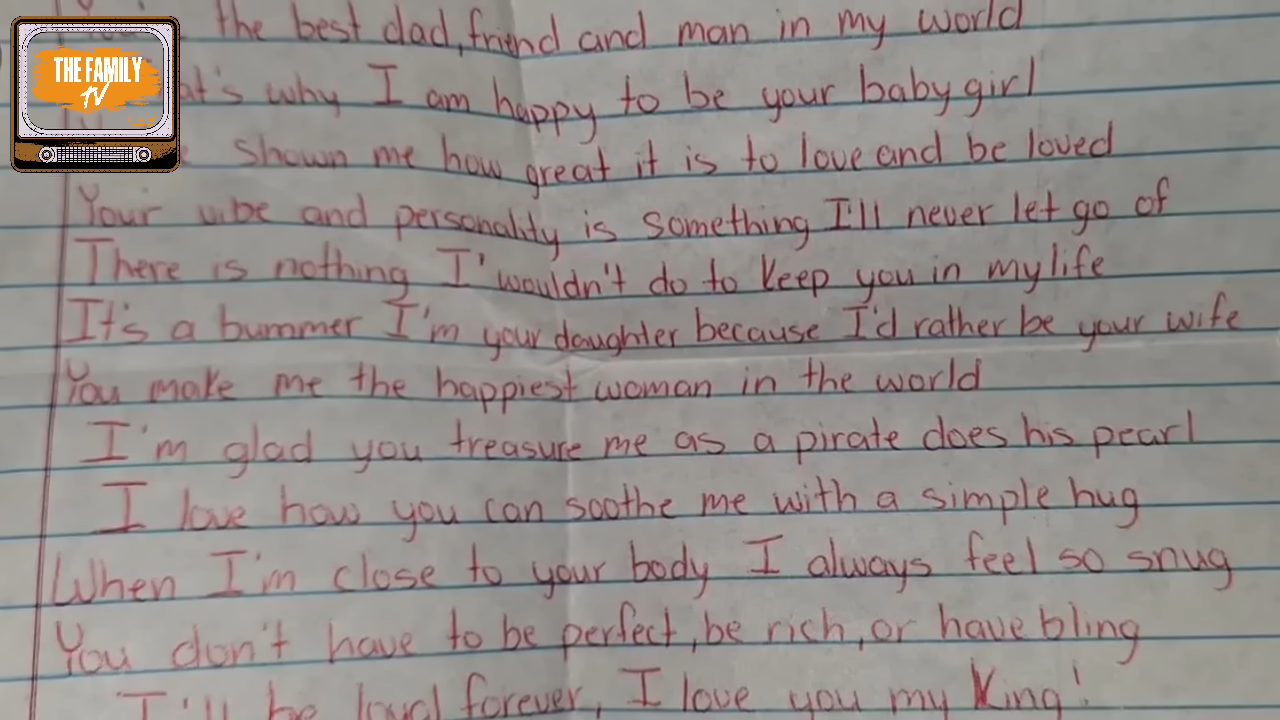 THE FAMILY
TV
the best dad, friend and man in my world
at's why I am happy to be your baby girl
shown me how great it is to love and be loved
Your vibe and personality is something I'll never let go of
There is nothing I' wouldn't do to keep you in my life
It's a bummer I'm your daughter because I'd rather be your wife
You make me the happiest woman in the world
I'm glad you treasure me as a pirate does his pearl
I love how you can soothe me with a simple hug
When I'm close to your body I always feel so snug
You don't have to be perfect, be rich, or have bling
I'll be loyal forever, I love you my King!